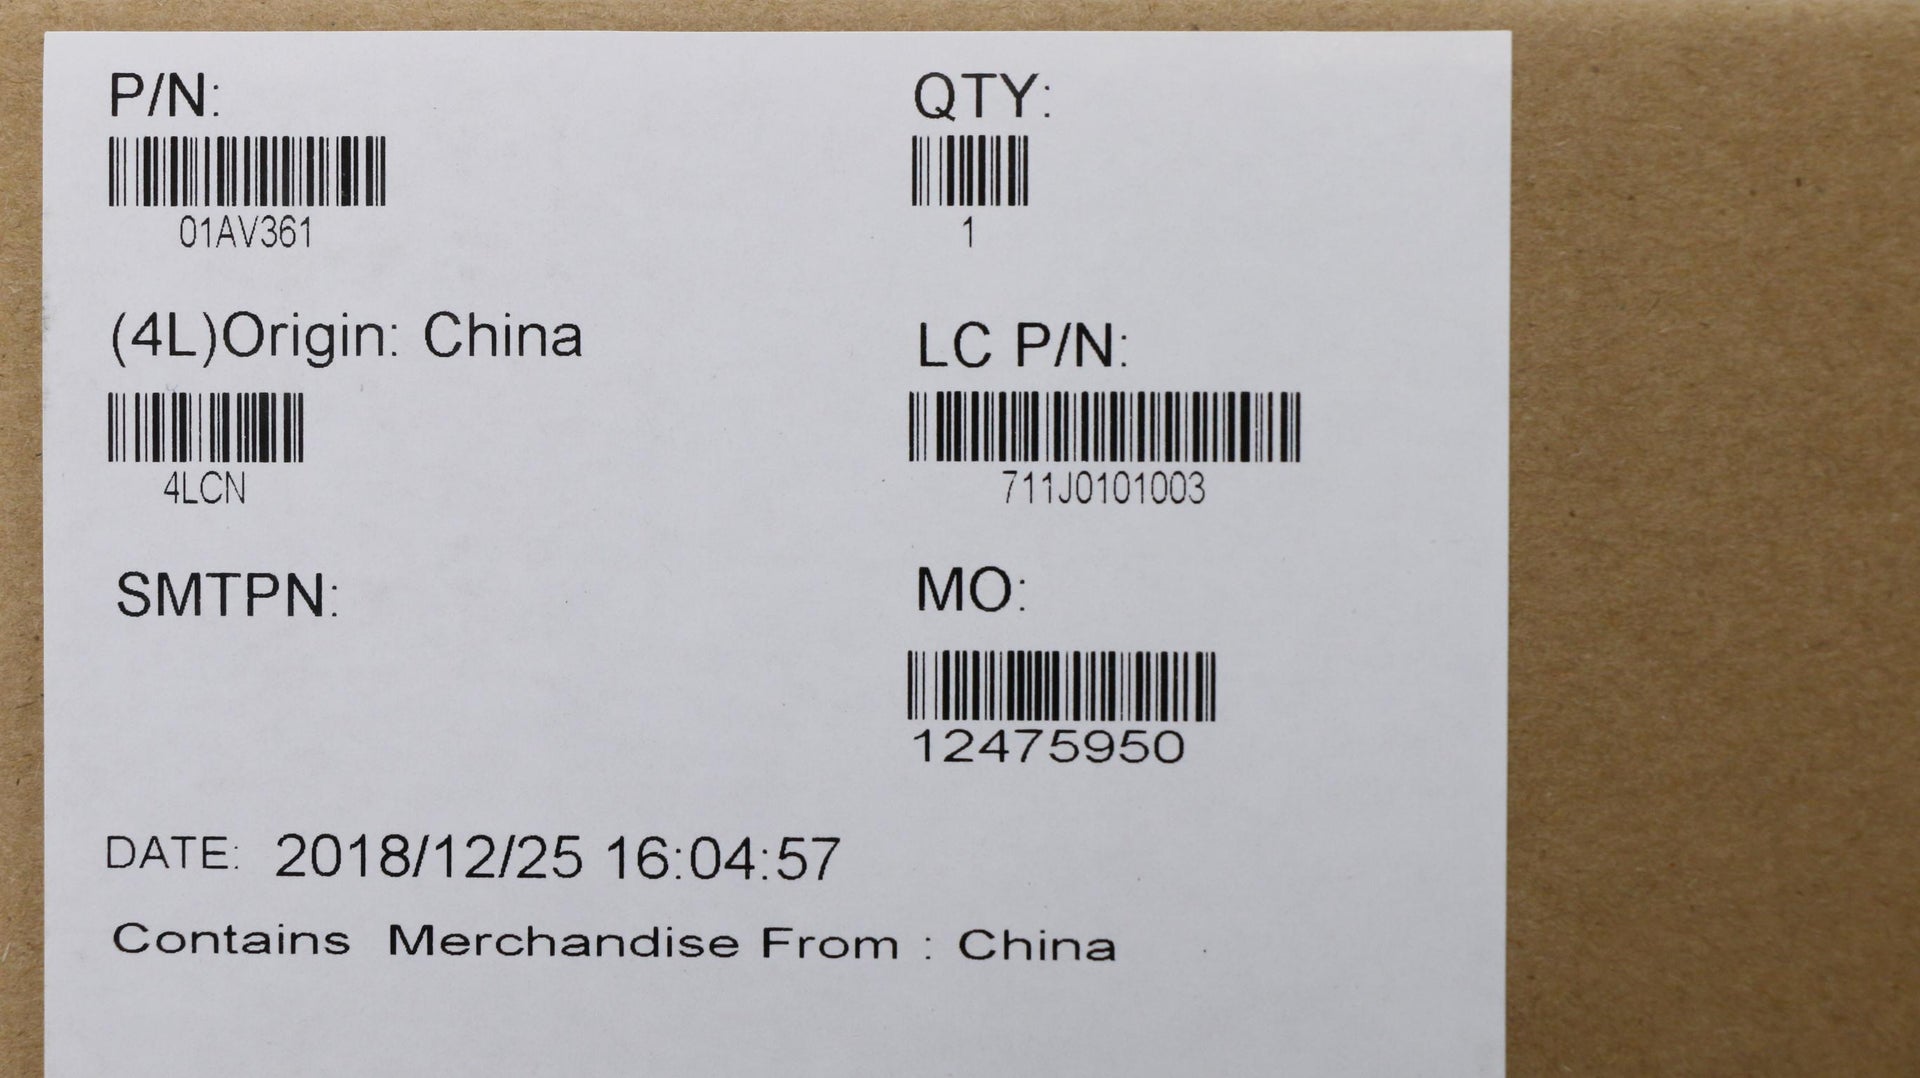 P/N:
QTY:
01AV361
1
(4L)Origin: China
LC P/N:
4LCN
711J0101003
SMTPN:
MO:
12475950
DATE: 2018/12/25 16:04:57
Contains Merchandise From : China